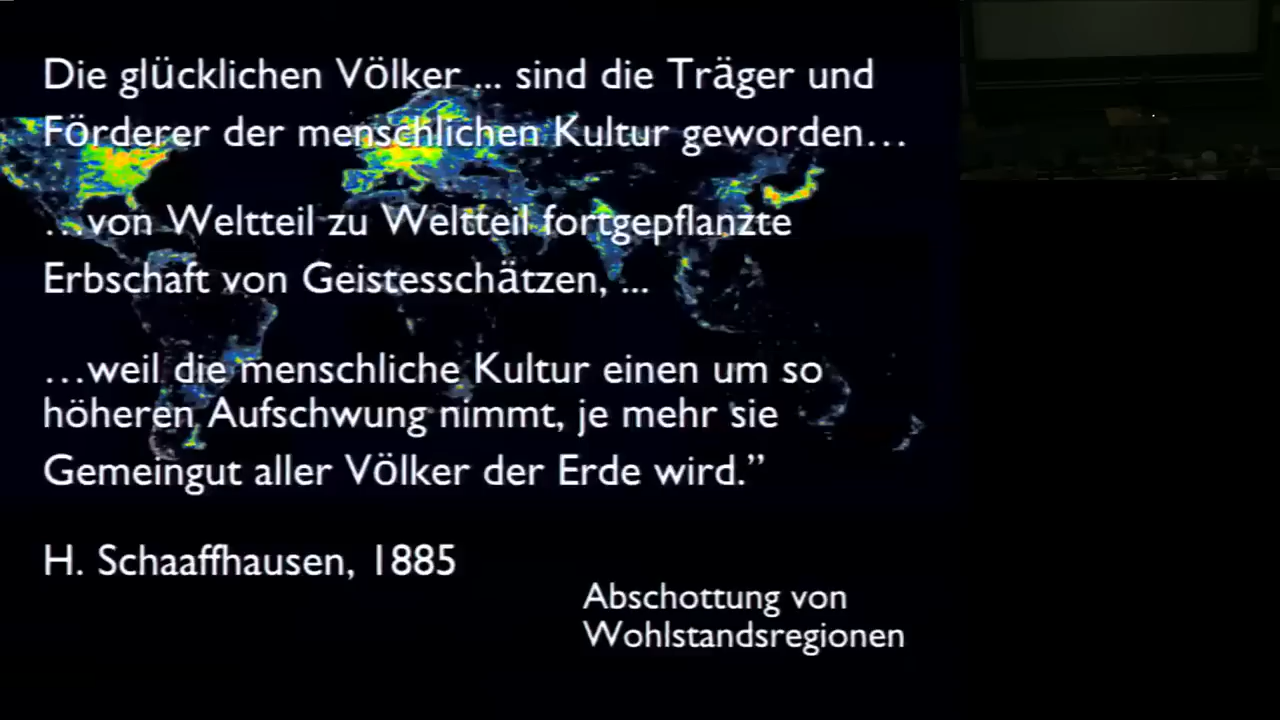 Die glücklichen Völker ... sind die Träger und
Förderer der menschlichen Kultur geworden…
…von Weltteil zu Weltteil fortgepflanzte
Erbschaft von Geistesschätzen, ...
…weil die menschliche Kultur einen um so
höheren Aufschwung nimmt, je mehr sie
Gemeingut aller Völker der Erde wird.”
H. Schaaffhausen, 1885
Abschottung von
Wohlstandsregionen